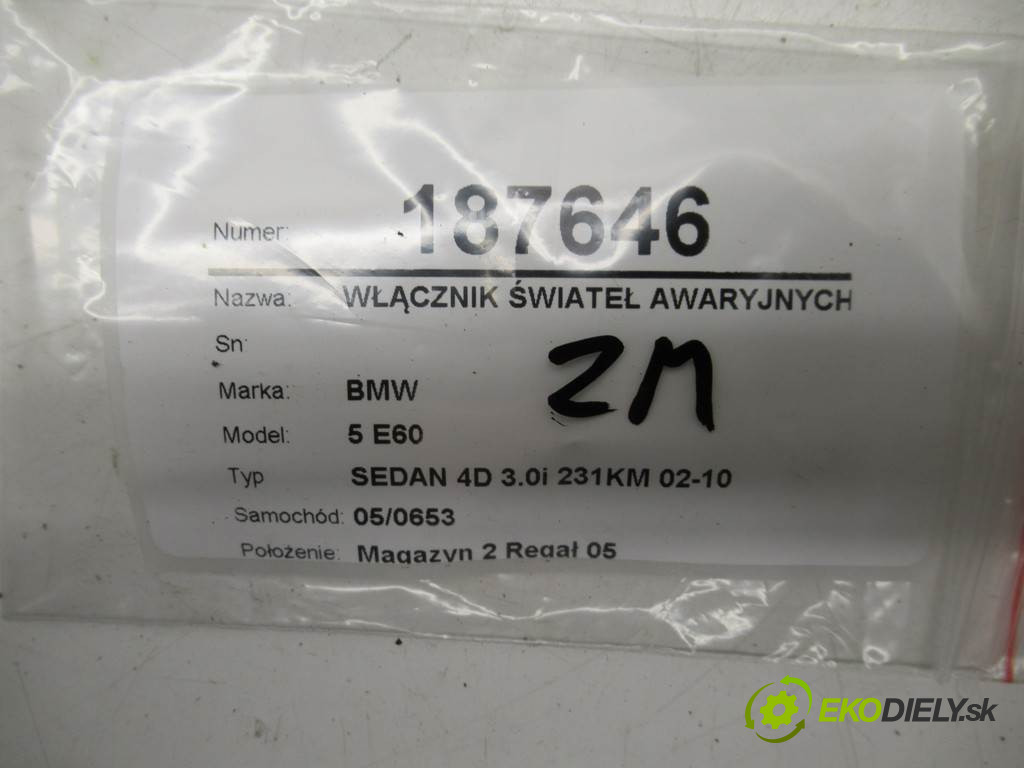 Numer: 187646
Nazwa: WŁĄCZNIK ŚWIATEŁ AWARYJNYCH
Sn:
ZM
Marka: BMW
Model: 5 E60
Typ SEDAN 4D 3.0i 231KM 02-10
Samochód: 05/0653
Położenie: Magazyn 2 Regał 05
EKODIELY.sk